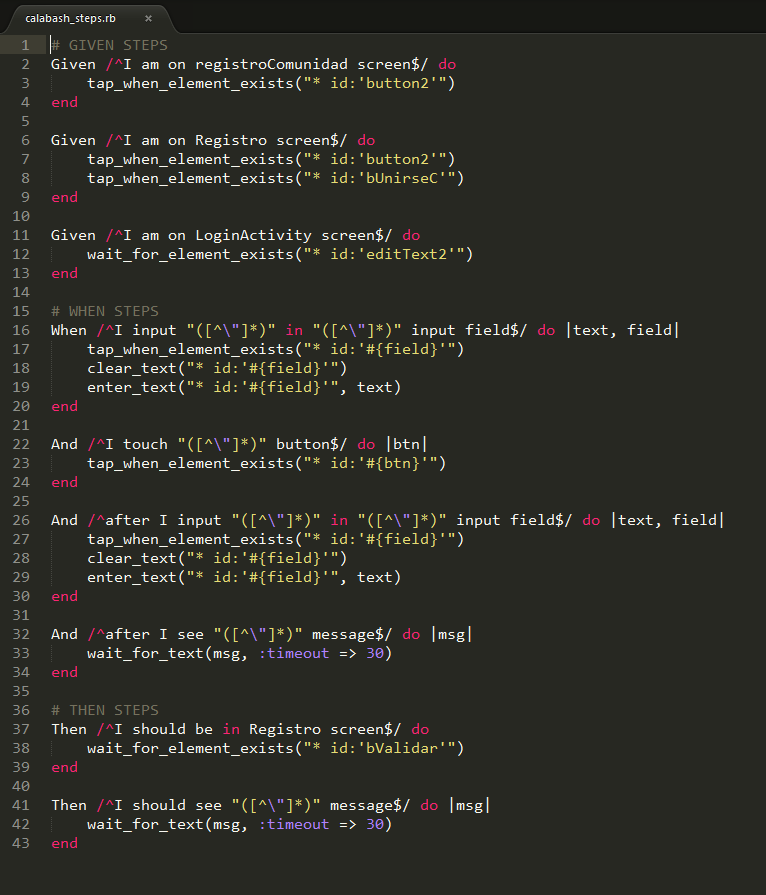 calabash_steps.rb ×
1 # GIVEN STEPS
2 Given /^I am on registroComunidad screen$/ do
3     tap_when_element_exists("* id:'button2'")
4 end
5
6 Given /^I am on Registro screen$/ do
7     tap_when_element_exists("* id:'button2'")
8     tap_when_element_exists("* id:'bUnirseC'")
9 end
10
11 Given /^I am on LoginActivity screen$/ do
12     wait_for_element_exists("* id:'editText2'")
13 end
14
15 # WHEN STEPS
16 When /^I input "([^\"]*)" in "([^\"]*)" input field$/ do |text, field|
17     tap_when_element_exists("* id:'#{field}'")
18     clear_text("* id:'#{field}'")
19     enter_text("* id:'#{field}'", text)
20 end
21
22 And /^I touch "([^\"]*)" button$/ do |btn|
23     tap_when_element_exists("* id:'#{btn}'")
24 end
25
26 And /^after I input "([^\"]*)" in "([^\"]*)" input field$/ do |text, field|
27     tap_when_element_exists("* id:'#{field}'")
28     clear_text("* id:'#{field}'")
29     enter_text("* id:'#{field}'", text)
30 end
31
32 And /^after I see "([^\"]*)" message$/ do |msg|
33     wait_for_text(msg, :timeout => 30)
34 end
35
36 # THEN STEPS
37 Then /^I should be in Registro screen$/ do
38     wait_for_element_exists("* id:'bValidar'")
39 end
40
41 Then /^I should see "([^\"]*)" message$/ do |msg|
42     wait_for_text(msg, :timeout => 30)
43 end